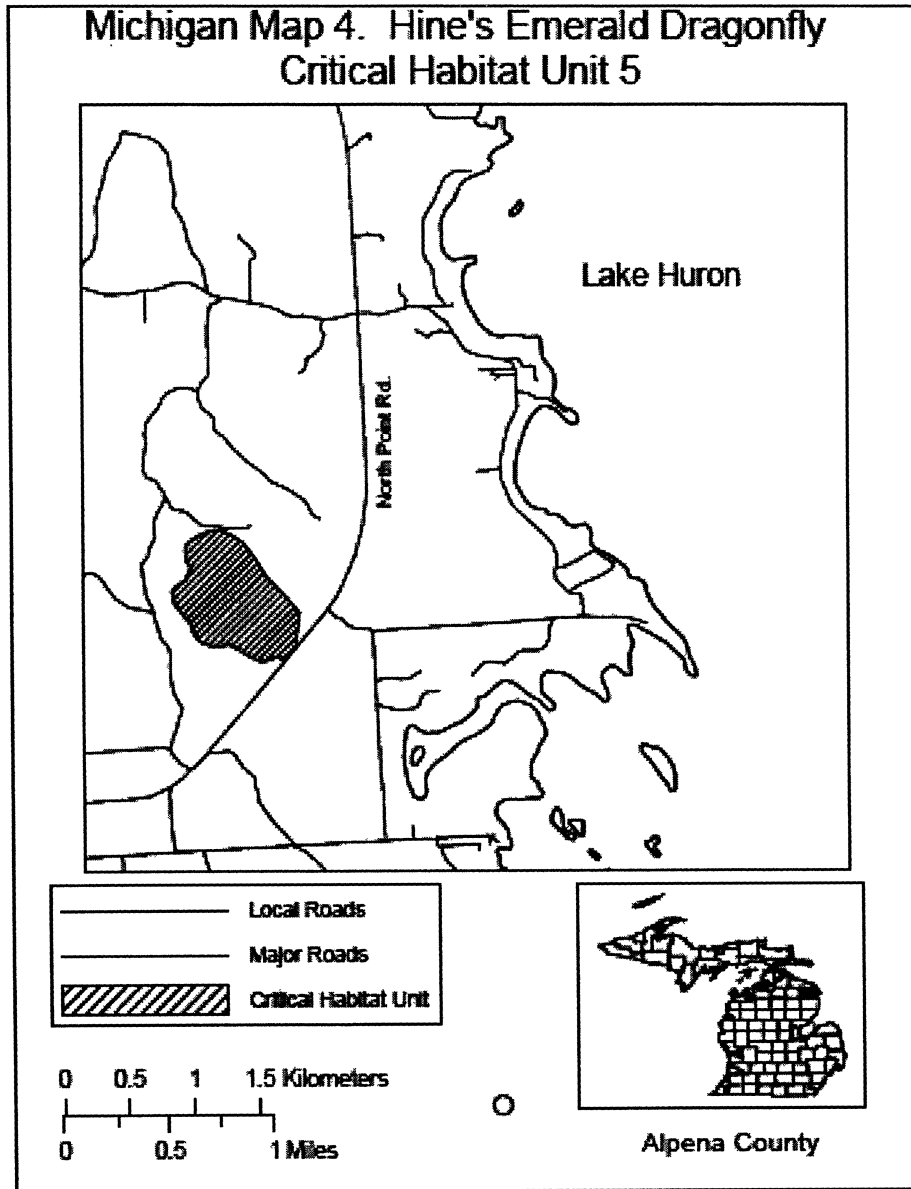 Michigan Map 4. Hine's Emerald Dragonfly
Critical Habitat Unit 5
Lake Huron
North Point Rd.
Local Roads
Major Roads
Critical Habitat Unit
0 0.5 1 1.5 Kilometers
0 0.5 1 Miles
Alpena County